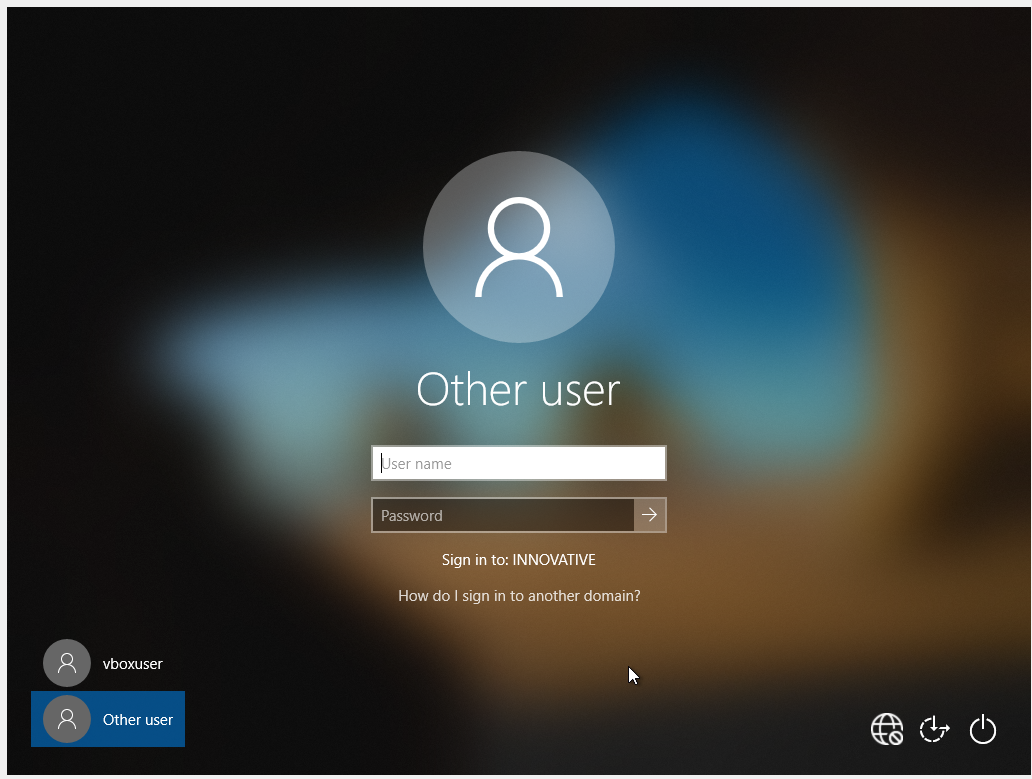 Other user
User name
Password
Sign in to: INNOVATIVE
How do I sign in to another domain?
vboxuser
Other user